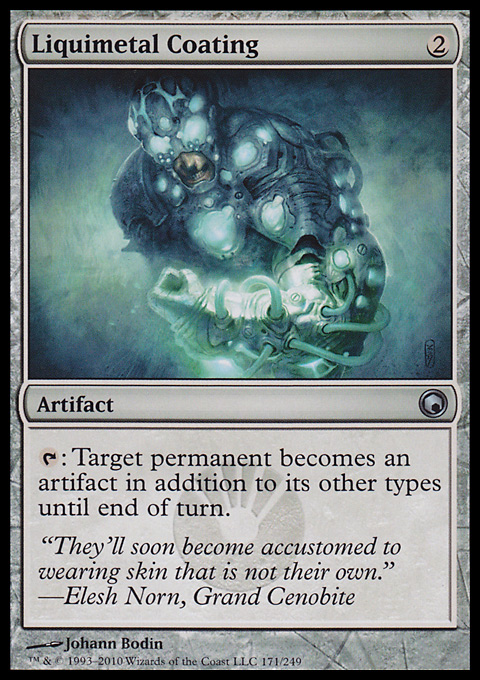 Liquimetal Coating 2
Artifact
: Target permanent becomes an
artifact in addition to its other types
until end of turn.
“They’ll soon become accustomed to
wearing skin that is not their own.”
—Elesh Norn, Grand Cenobite
Johann Bodin
™ & © 1993–2010 Wizards of the Coast LLC 171/249